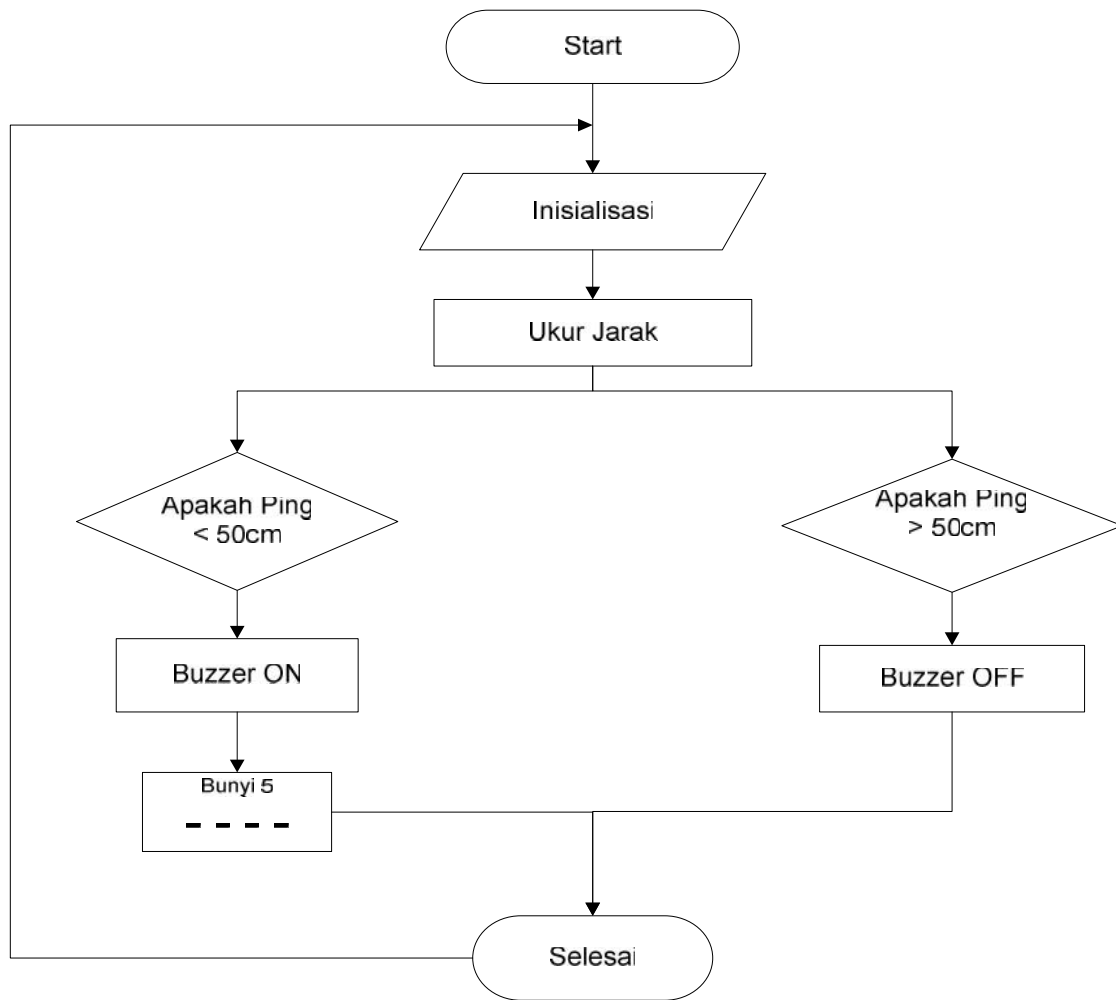 Start
Inisialisasi
Ukur Jarak
Apakah Ping
< 50cm
Apakah Ping
> 50cm
Buzzer ON
Buzzer OFF
Bunyi 5
Selesai